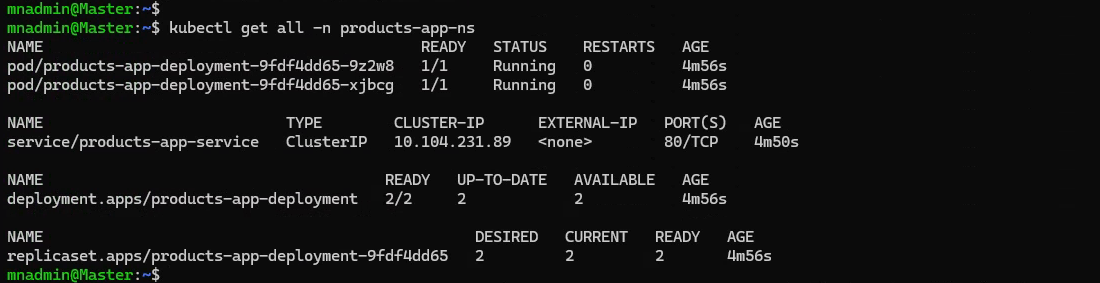 mnadmin@Master:~$
mnadmin@Master:~$ kubectl get all -n products-app-ns
NAME READY STATUS RESTARTS AGE
pod/products-app-deployment-9fdf4dd65-9z2w8 1/1 Running 0 4m56s
pod/products-app-deployment-9fdf4dd65-xjbcg 1/1 Running 0 4m56s
NAME TYPE CLUSTER-IP EXTERNAL-IP PORT(S) AGE
service/products-app-service ClusterIP 10.104.231.89 <none> 80/TCP 4m50s
NAME READY UP-TO-DATE AVAILABLE AGE
deployment.apps/products-app-deployment 2/2 2 2 4m56s
NAME DESIRED CURRENT READY AGE
replicaset.apps/products-app-deployment-9fdf4dd65 2 2 2 4m56s
mnadmin@Master:~$